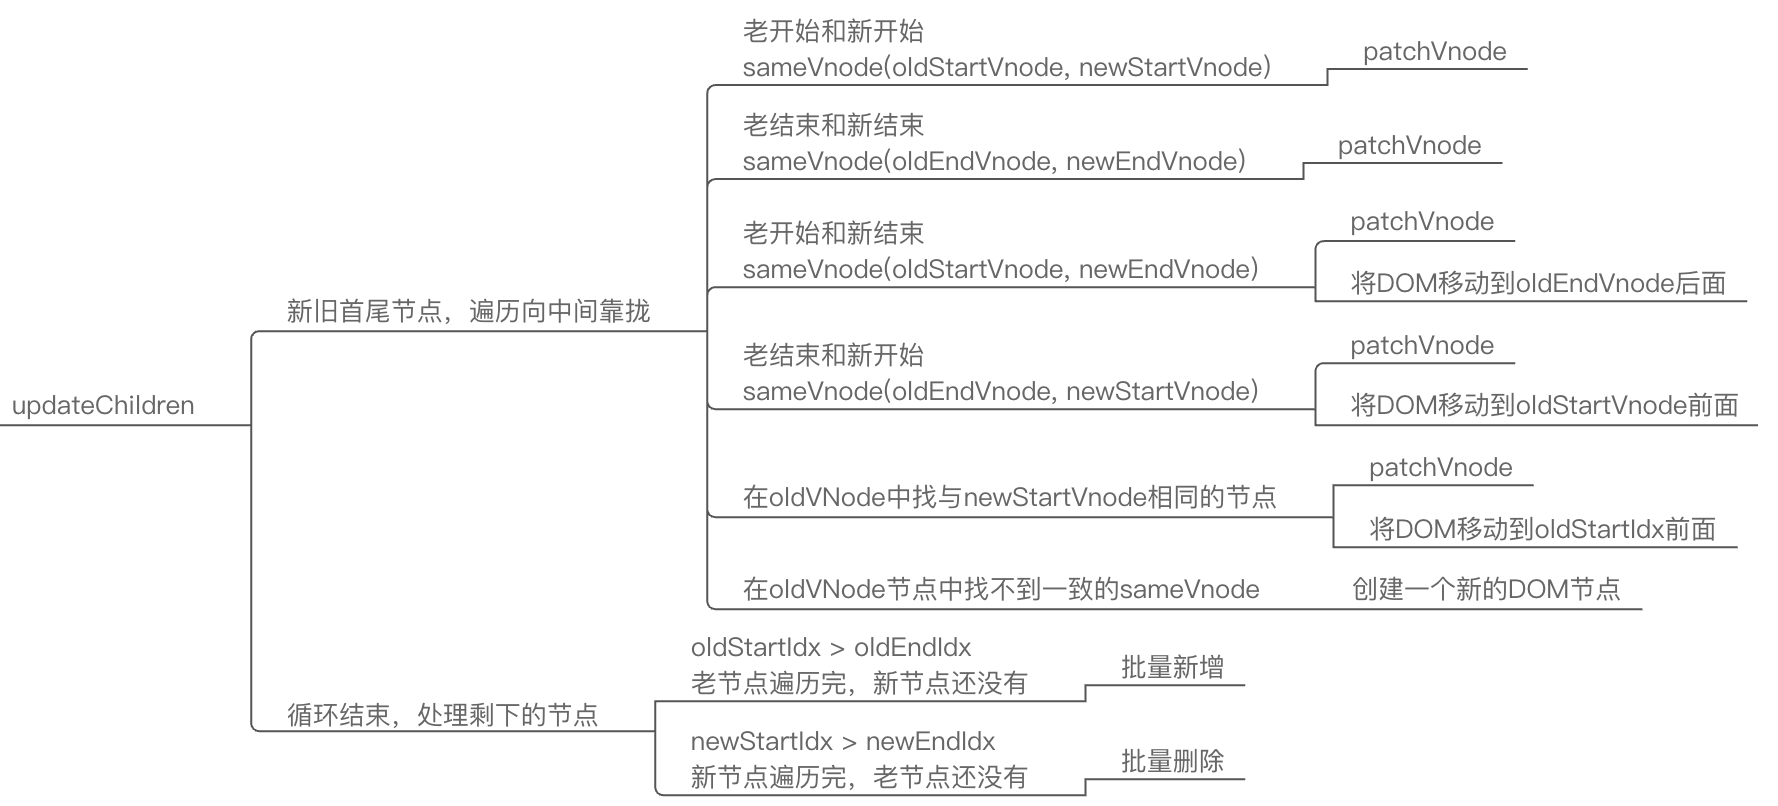 updateChildren
新旧首尾节点，遍历向中间靠拢
老开始和新开始
sameVnode(oldStartVnode, newStartVnode)
patchVnode
老结束和新结束
sameVnode(oldEndVnode, newEndVnode)
patchVnode
老开始和新结束
sameVnode(oldStartVnode, newEndVnode)
patchVnode
将DOM移动到oldEndVnode后面
老结束和新开始
sameVnode(oldEndVnode, newStartVnode)
patchVnode
将DOM移动到oldStartVnode前面
在oldVNode中找与newStartVnode相同的节点
patchVnode
将DOM移动到oldStartIdx前面
在oldVNode节点中找不到一致的sameVnode
创建一个新的DOM节点
循环结束，处理剩下的节点
oldStartIdx > oldEndIdx
老节点遍历完，新节点还没有
批量新增
newStartIdx > newEndIdx
新节点遍历完，老节点还没有
批量删除